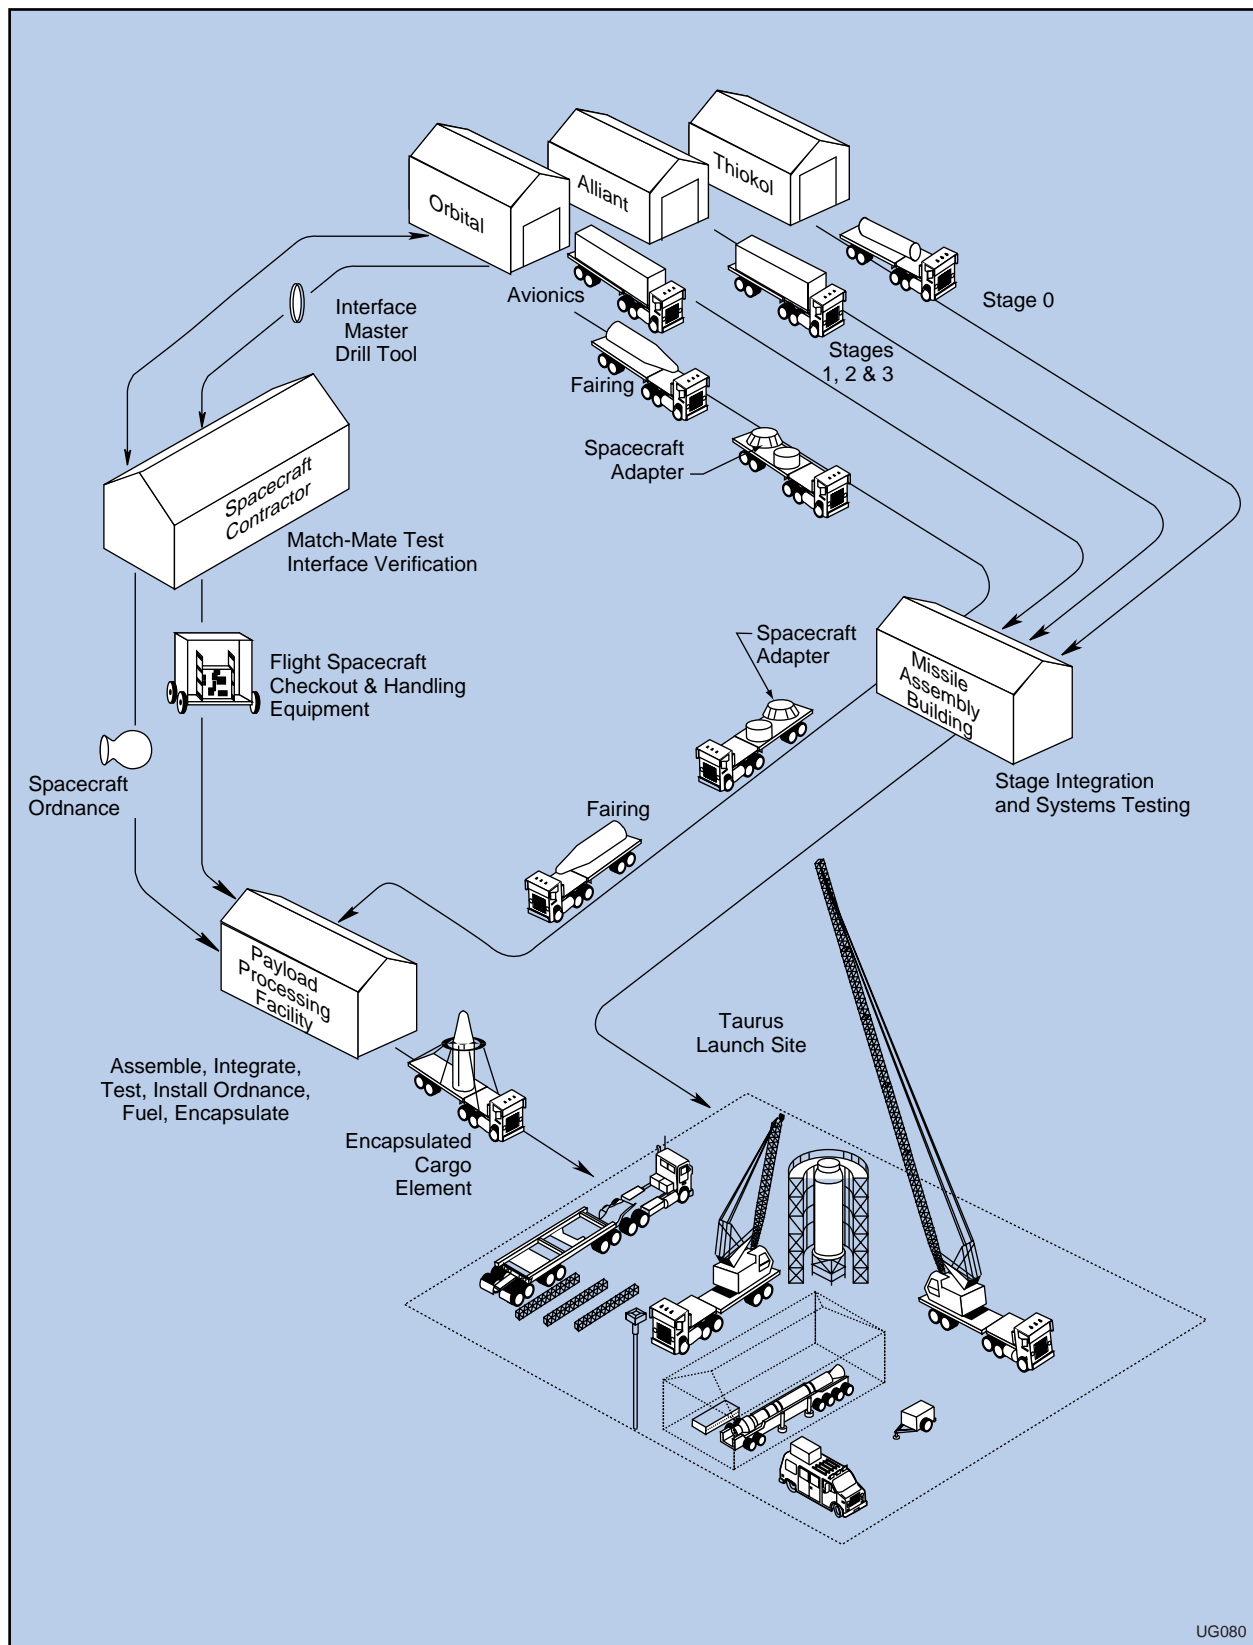 Thiokol
Alliant
Orbital
Avionics
Stage 0
Interface
Master
Drill Tool
Stages
1, 2 & 3
Fairing
Spacecraft
Adapter
Spacecraft
Contractor
Match-Mate Test
Interface Verification
Spacecraft
Adapter
Missile
Assembly
Building
Flight Spacecraft
Checkout & Handling
Equipment
Spacecraft
Ordnance
Stage Integration
and Systems Testing
Fairing
Payload
Processing
Facility
Taurus
Launch Site
Assemble, Integrate,
Test, Install Ordnance,
Fuel, Encapsulate
Encapsulated
Cargo
Element
UG080